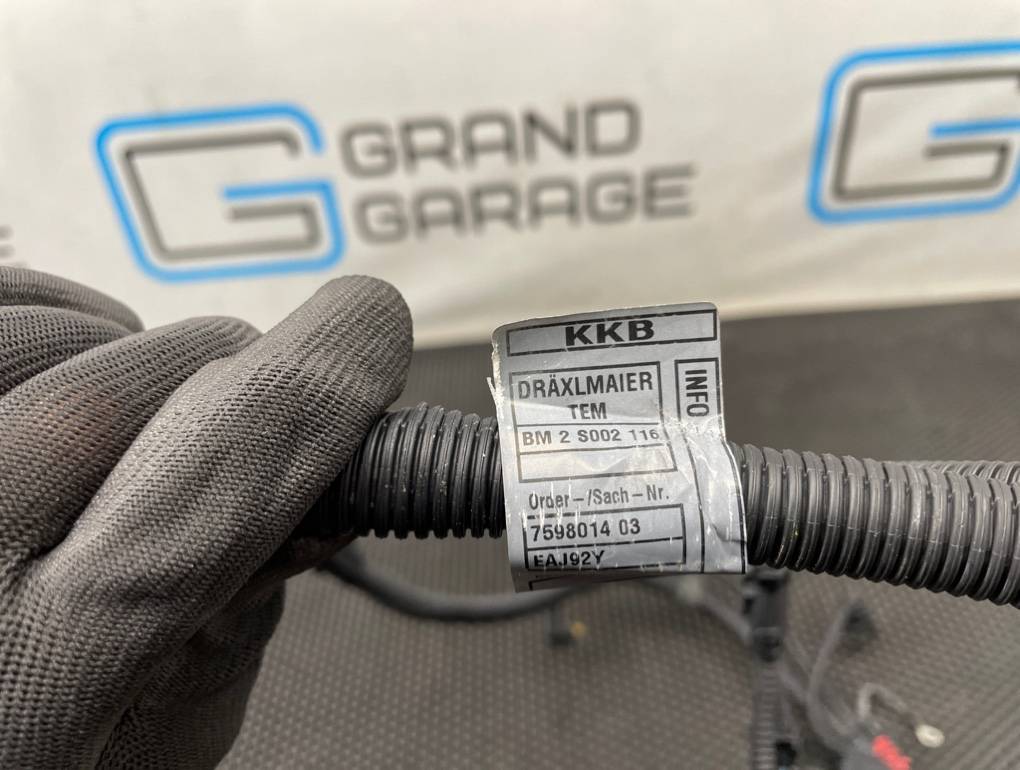 GRAND
GARAGE
KKB
DRÄXLMAIER
TEM
BM 2 S002 116
INFO
Order-/Sach-Nr.
7598014 03
EAJ92Y